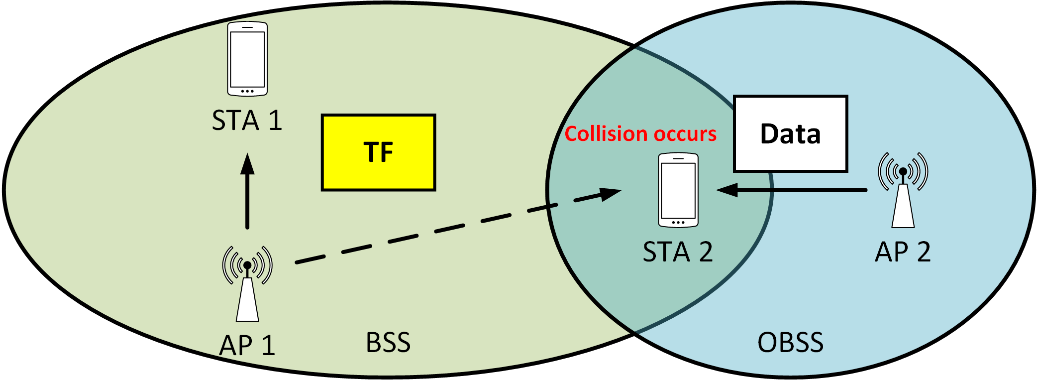 STA 1
TF
Collision occurs
Data
STA 2
AP 2
AP 1
BSS
OBSS